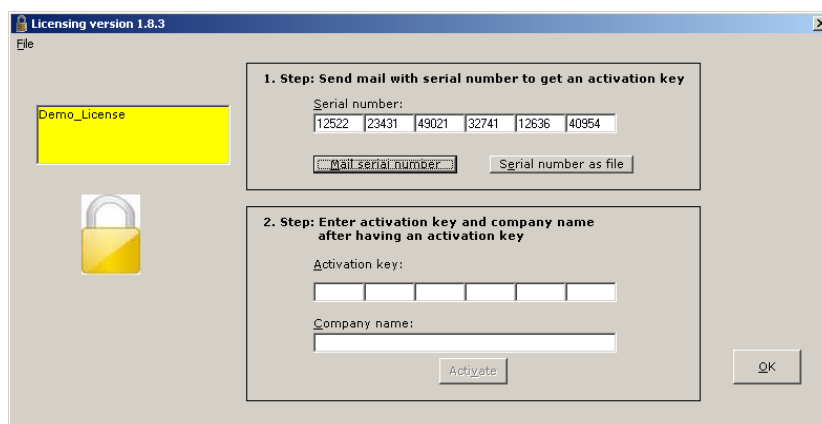 Licensing version 1.8.3
File
Demo_License
1. Step: Send mail with serial number to get an activation key
Serial number:
12522 23431 49021 32741 12636 40954
Mail serial number
Serial number as file
2. Step: Enter activation key and company name
after having an activation key
Activation key:
Company name:
Activate
OK